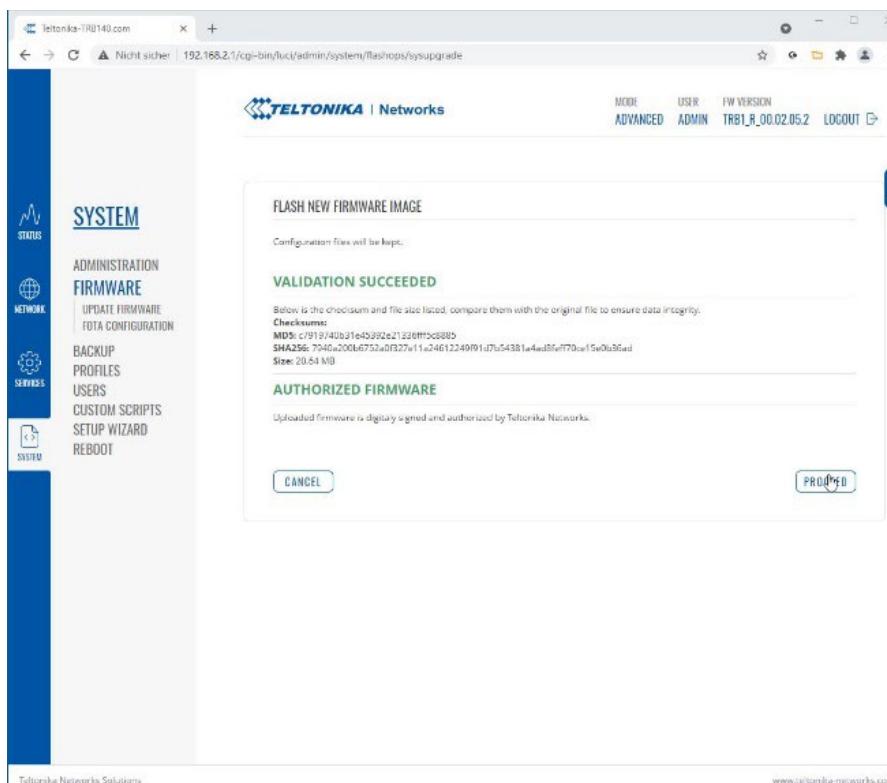 Teltonika-TRB140.com
Nicht sicher 192.168.2.1/cgi-bin/luci/admin/system/flashops/sysupgrade
TELTONIKA | Networks
MODE USER FW VERSION
ADVANCED ADMIN TRB1_R_00.02.05.2 LOGOUT
STATUS
NETWORK
SERVICES
SYSTEM
SYSTEM
ADMINISTRATION
FIRMWARE
UPDATE FIRMWARE
FOTA CONFIGURATION
BACKUP
PROFILES
USERS
CUSTOM SCRIPTS
SETUP WIZARD
REBOOT
FLASH NEW FIRMWARE IMAGE
Configuration files will be kept.
VALIDATION SUCCEEDED
Below is the checksum and file size listed, compare them with the original file to ensure data integrity.
Checksums:
MD5:
SHA256:
Size: 20.64 MB
AUTHORIZED FIRMWARE
Uploaded firmware is digitaly signed and authorized by Teltonika Networks.
CANCEL
Teltonika Networks Solutions